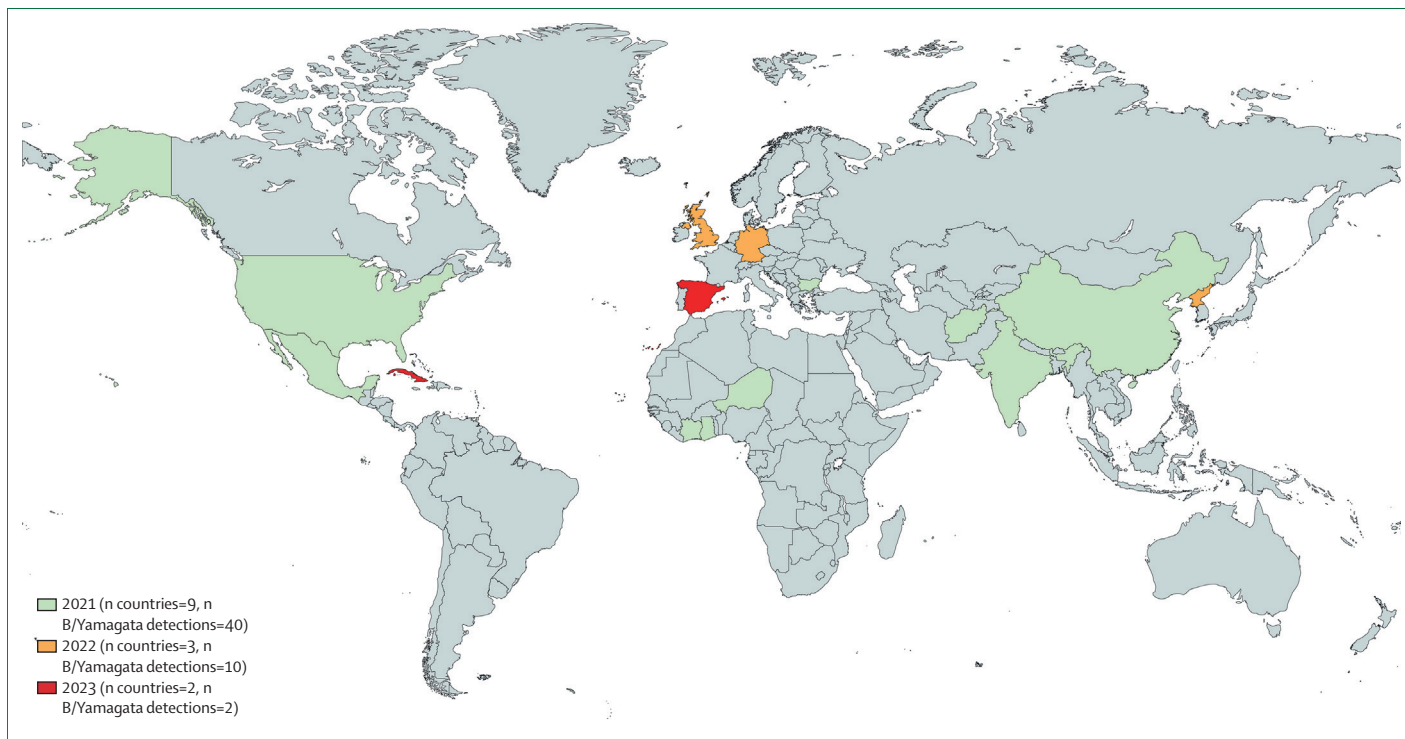 2021 (n countries=9, n
B/Yamagata detections=40)
2022 (n countries=3, n
B/Yamagata detections=10)
2023 (n countries=2, n
B/Yamagata detections=2)